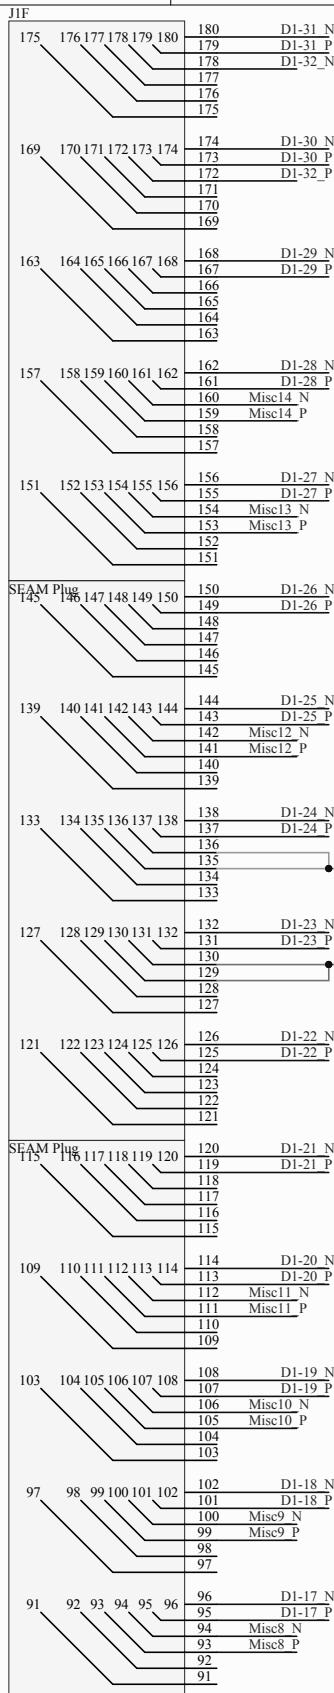 J1F
175 176 177 178 179 180
180 D1-31_N
179 D1-31_P
178 D1-32_N
177
176
175
169 170 171 172 173 174
174 D1-30_N
173 D1-30_P
172 D1-32_P
171
170
169
163 164 165 166 167 168
168 D1-29_N
167 D1-29_P
166
165
164
163
157 158 159 160 161 162
162 D1-28_N
161 D1-28_P
160 Misc14_N
159 Misc14_P
158
157
151 152 153 154 155 156
156 D1-27_N
155 D1-27_P
154 Misc13_N
153 Misc13_P
152
151
SEAM Plug
145 146 147 148 149 150
150 D1-26_N
149 D1-26_P
148
147
146
145
139 140 141 142 143 144
144 D1-25_N
143 D1-25_P
142 Misc12_N
141 Misc12_P
140
139
133 134 135 136 137 138
138 D1-24_N
137 D1-24_P
136
135
134
133
127 128 129 130 131 132
132 D1-23_N
131 D1-23_P
130
129
128
127
121 122 123 124 125 126
126 D1-22_N
125 D1-22_P
124
123
122
121
SEAM Plug
115 116 117 118 119 120
120 D1-21_N
119 D1-21_P
118
117
116
115
109 110 111 112 113 114
114 D1-20_N
113 D1-20_P
112 Misc11_N
111 Misc11_P
110
109
103 104 105 106 107 108
108 D1-19_N
107 D1-19_P
106 Misc10_N
105 Misc10_P
104
103
97 98 99 100 101 102
102 D1-18_N
101 D1-18_P
100 Misc9_N
99 Misc9_P
98
97
91 92 93 94 95 96
96 D1-17_N
95 D1-17_P
94 Misc8_N
93 Misc8_P
92
91